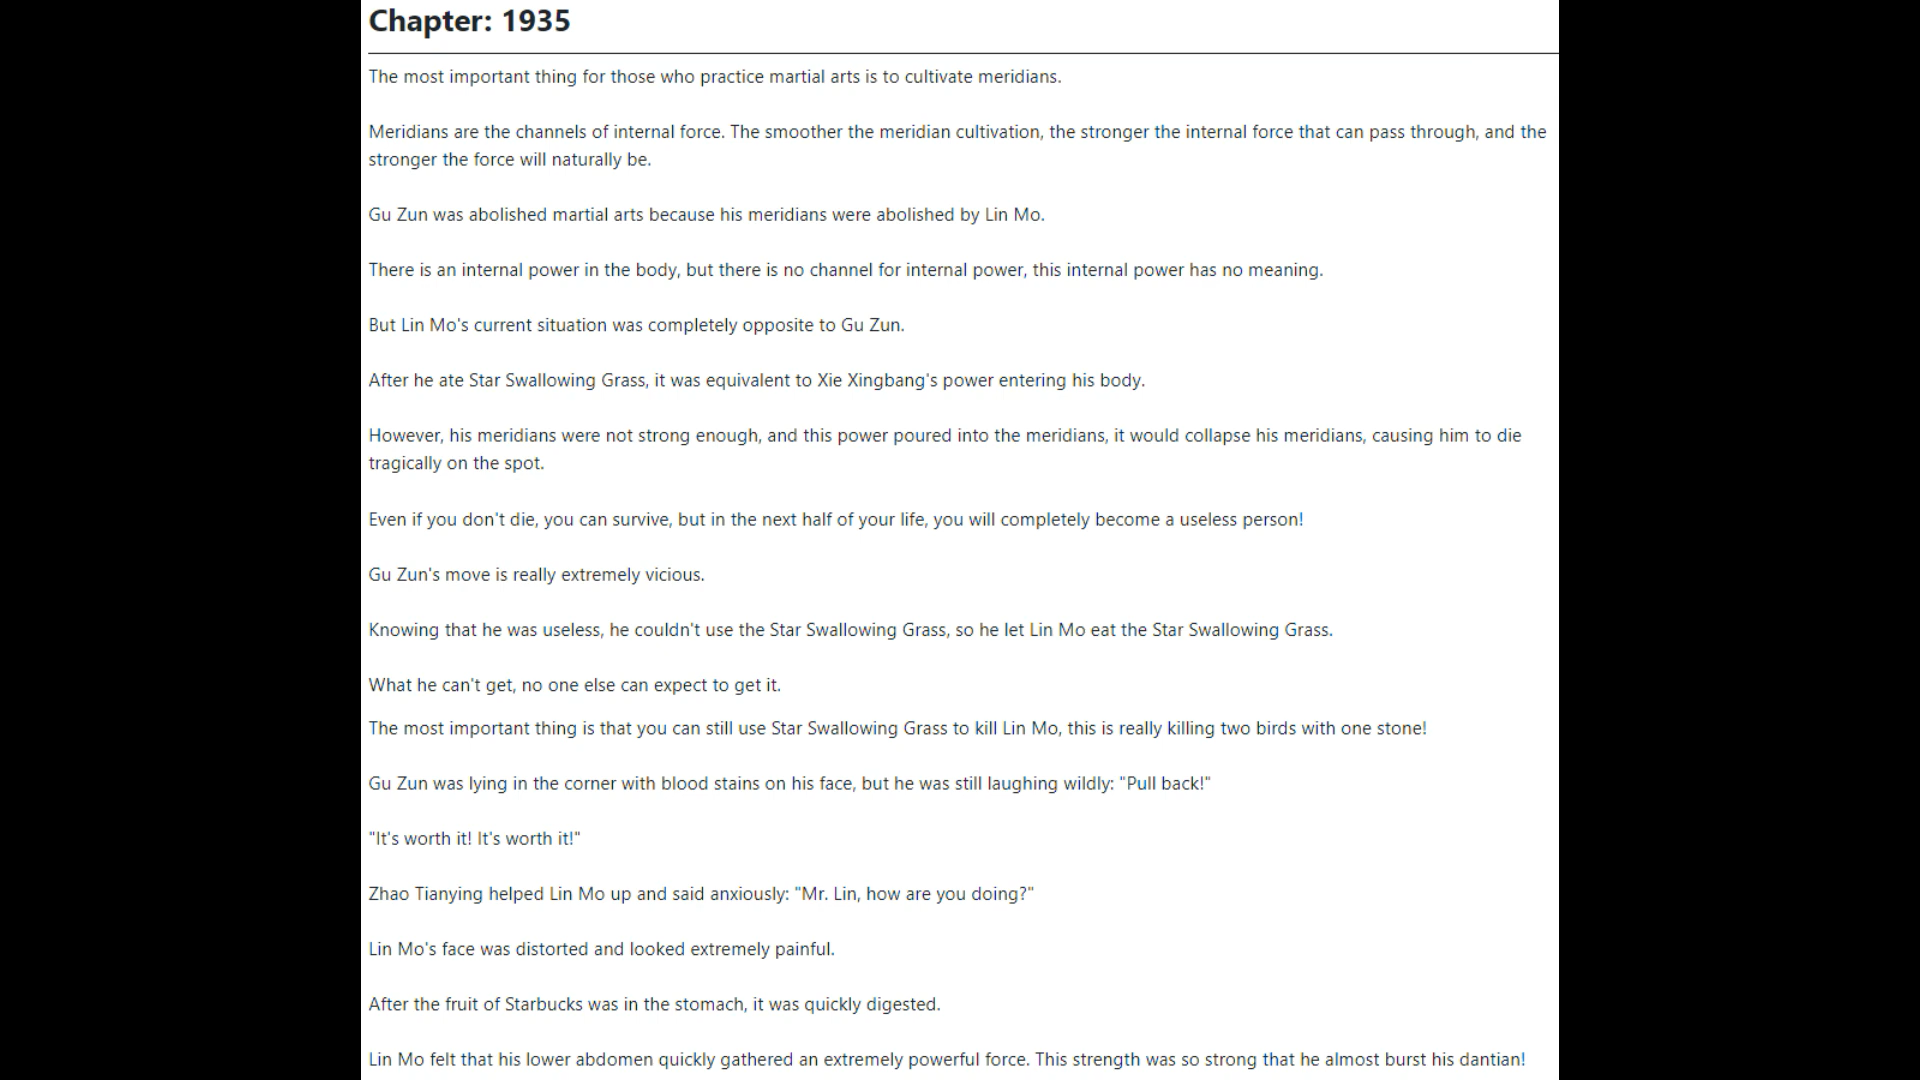 Chapter: 1935
The most important thing for those who practice martial arts is to cultivate meridians.
Meridians are the channels of internal force. The smoother the meridian cultivation, the stronger the internal force that can pass through, and the
stronger the force will naturally be.
Gu Zun was abolished martial arts because his meridians were abolished by Lin Mo.
There is an internal power in the body, but there is no channel for internal power, this internal power has no meaning.
But Lin Mo's current situation was completely opposite to Gu Zun.
After he ate Star Swallowing Grass, it was equivalent to Xie Xingbang's power entering his body.
However, his meridians were not strong enough, and this power poured into the meridians, it would collapse his meridians, causing him to die
tragically on the spot.
Even if you don't die, you can survive, but in the next half of your life, you will completely become a useless person!
Gu Zun's move is really extremely vicious.
Knowing that he was useless, he couldn't use the Star Swallowing Grass, so he let Lin Mo eat the Star Swallowing Grass.
What he can't get, no one else can expect to get it.
The most important thing is that you can still use Star Swallowing Grass to kill Lin Mo, this is really killing two birds with one stone!
Gu Zun was lying in the corner with blood stains on his face, but he was still laughing wildly: "Pull back!"
"It's worth it! It's worth it!"
Zhao Tianying helped Lin Mo up and said anxiously: "Mr. Lin, how are you doing?"
Lin Mo's face was distorted and looked extremely painful.
After the fruit of Starbucks was in the stomach, it was quickly digested.
Lin Mo felt that his lower abdomen quickly gathered an extremely powerful force. This strength was so strong that he almost burst his dantian!